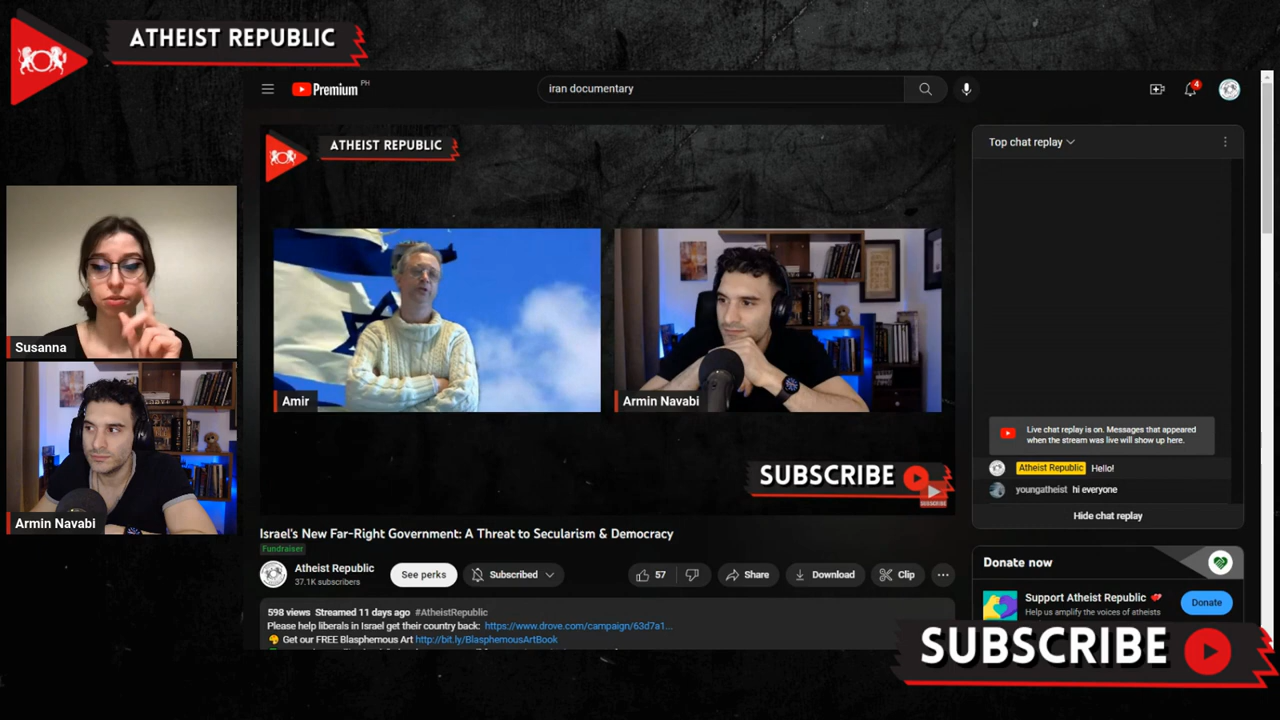 ATHEIST REPUBLIC
Premium PH
iran documentary
4
ATHEIST REPUBLIC
Top chat replay
Amir
Armin Navabi
SUBSCRIBE
Live chat replay is on. Messages that appeared
when the stream was live will show up here.
Atheist Republic Hello!
youngatheist hi everyone
Hide chat replay
Susanna
Armin Navabi
Israel's New Far-Right Government: A Threat to Secularism & Democracy
Fundraiser
Atheist Republic
37.1K subscribers
See perks
Subscribed
57
Share
Download
Clip
598 views Streamed 11 days ago #AtheistRepublic
Please help liberals in Israel get their country back: https://www.drove.com/campaign/63d7a1...
Get our FREE Blasphemous Art http://bit.ly/BlasphemousArtBook
Donate now
Support Atheist Republic
Help us amplify the voices of atheists
Donate
SUBSCRIBE